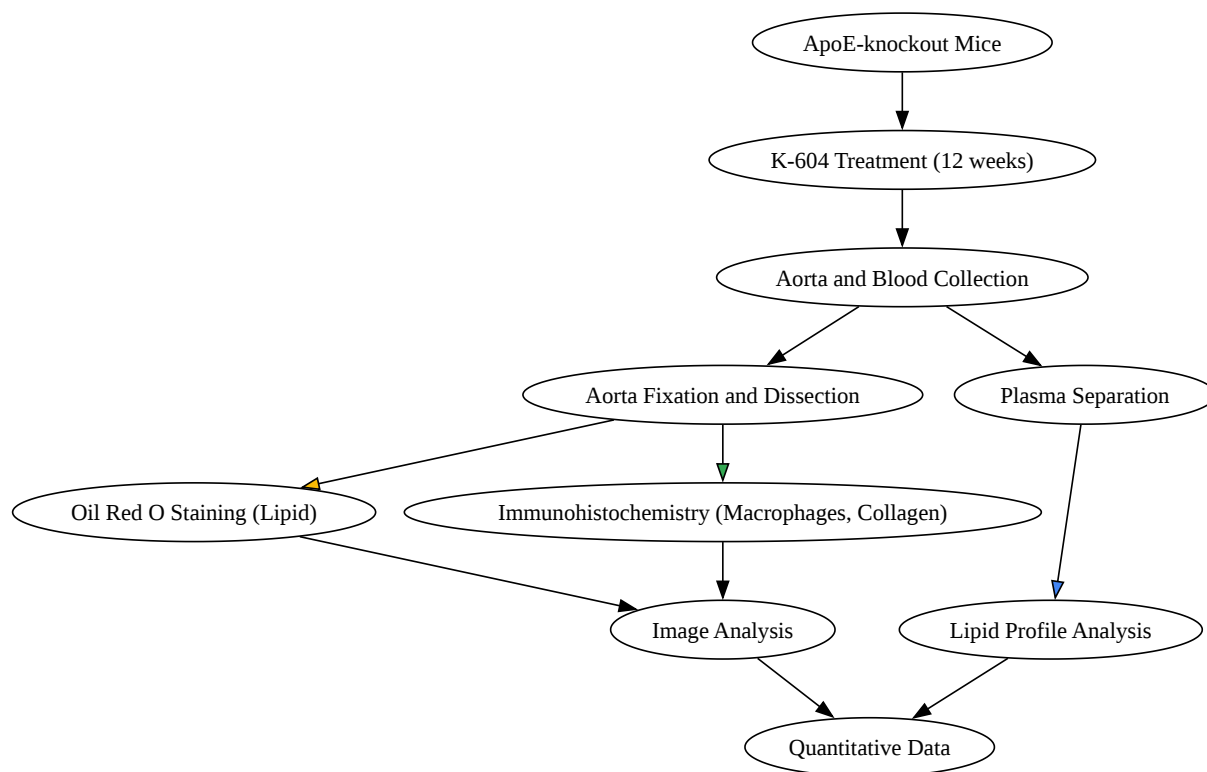 ApoE-knockout Mice
K-604 Treatment (12 weeks)
Aorta and Blood Collection
Aorta Fixation and Dissection
Plasma Separation
Oil Red O Staining (Lipid)
Immunohistochemistry (Macrophages, Collagen)
Image Analysis
Lipid Profile Analysis
Quantitative Data